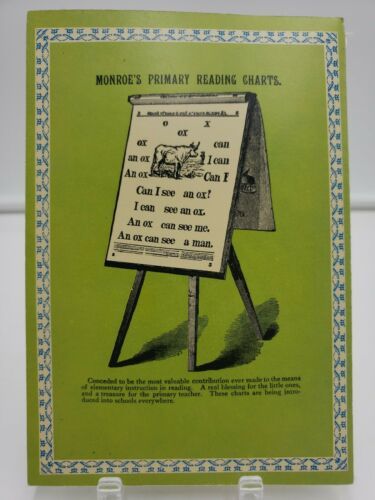 MONROE'S PRIMARY READING CHARTS.
o x
ox
ox can
an ox I can
An ox Can I
Can I see an ox?
I can see an ox.
An ox can see me.
An ox can see a man.
Conceded to be the most valuable contribution ever made to the means
of elementary instruction in reading. A real blessing for the little ones,
and a treasure for the primary teacher. These charts are being intro-
duced into schools everywhere.